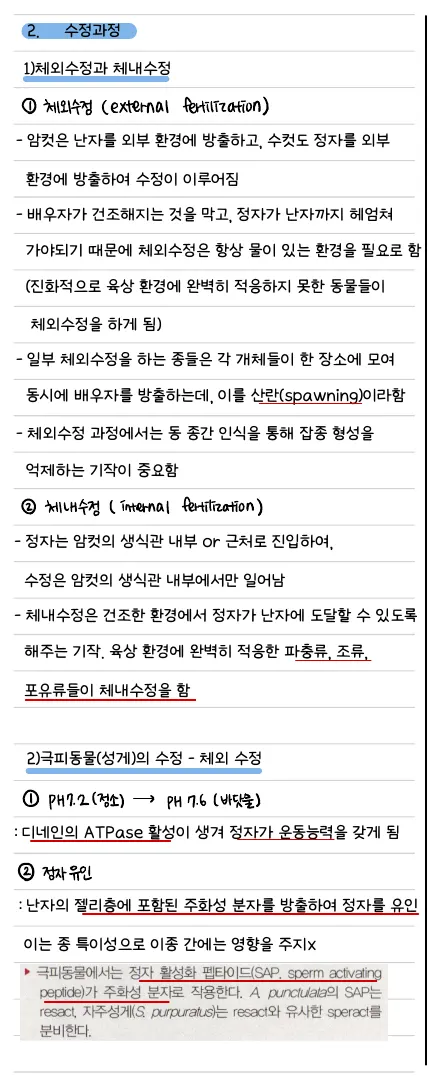 2. 수정과정
1)체외수정과 체내수정
① 체외수정 (external fertilization)
- 암컷은 난자를 외부 환경에 방출하고, 수컷도 정자를 외부
환경에 방출하여 수정이 이루어짐
- 배우자가 건조해지는 것을 막고, 정자가 난자까지 헤엄쳐
가야되기 때문에 체외수정은 항상 물이 있는 환경을 필요로 함
(진화적으로 육상 환경에 완벽히 적응하지 못한 동물들이
체외수정을 하게 됨)
- 일부 체외수정을 하는 종들은 각 개체들이 한 장소에 모여
동시에 배우자를 방출하는데, 이를 산란(spawning)이라함
- 체외수정 과정에서는 동 종간 인식을 통해 잡종 형성을
억제하는 기작이 중요함
② 체내수정 (internal fertilization)
- 정자는 암컷의 생식관 내부 or 근처로 진입하여,
수정은 암컷의 생식관 내부에서만 일어남
- 체내수정은 건조한 환경에서 정자가 난자에 도달할 수 있도록
해주는 기작. 육상 환경에 완벽히 적응한 파충류, 조류,
포유류들이 체내수정을 함
2)극피동물(성게)의 수정 - 체외 수정
① pH7.2 (정소) → pH 7.6 (바닷물)
: 디네인의 ATPase 활성이 생겨 정자가 운동능력을 갖게 됨
② 정자 유인
: 난자의 젤리층에 포함된 주화성 분자를 방출하여 정자를 유인
이는 종 특이성으로 이종 간에는 영향을 주지x
▶ 극피동물에서는 정자 활성화 펩타이드(SAP, sperm activating
peptide)가 주화성 분자로 작용한다. A. punctulata의 SAP는
resact, 자주성게(S. purpuratus)는 resact와 유사한 speract를
분비한다.